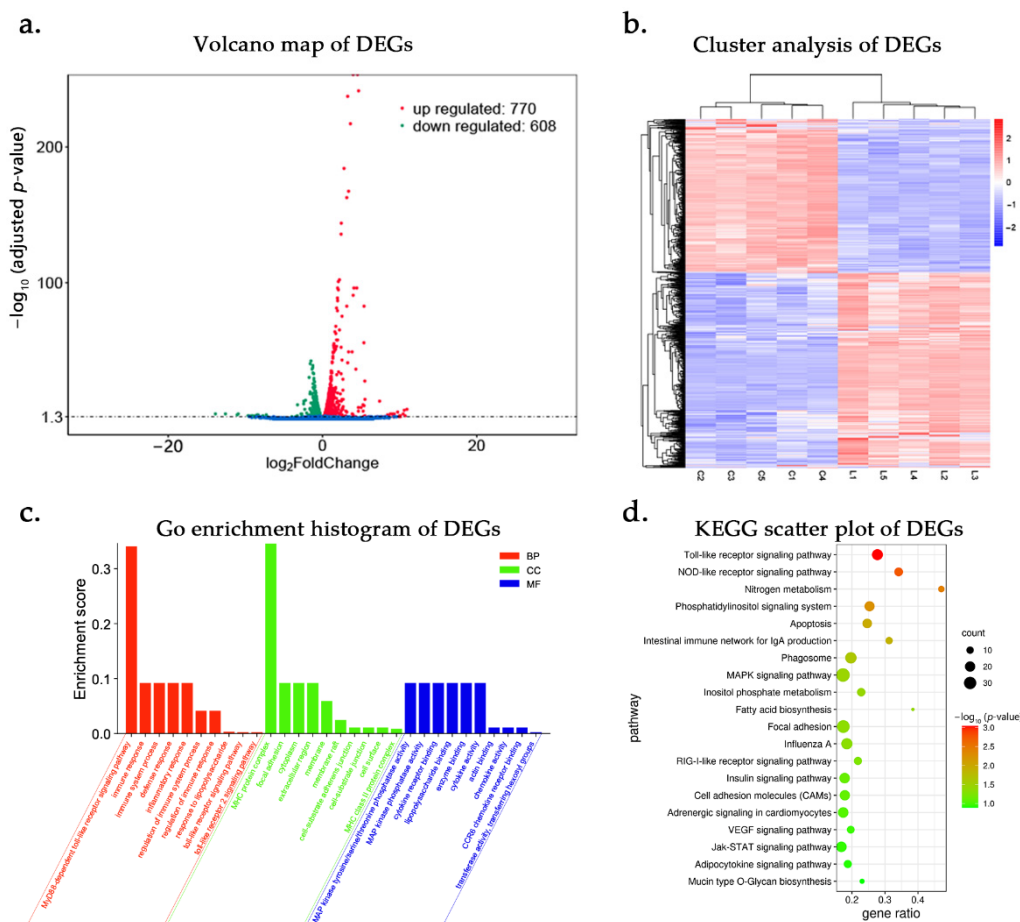 a.
Volcano map of DEGs
up regulated: 770
down regulated: 608
−log10 (adjusted p-value)
200
100
1.3
−20
0
20
log2FoldChange
b.
Cluster analysis of DEGs
2
1
0
−1
−2
C2
C3
C5
C1
C4
L1
L5
L4
L2
L3
c.
Go enrichment histogram of DEGs
Enrichment score
0.3
0.2
0.1
0.0
BP
CC
MF
MyD88-dependent toll-like receptor signaling pathway
immune response
immune system process
defense response
inflammatory response
regulation of immune system process
regulation of immune response
response to lipopolysaccharide
toll-like receptor signaling pathway
toll-like receptor 2 signaling pathway
MHC protein complex
focal adhesion
cytoplasm
extracellular region
membrane
membrane raft
cell-substrate adherens junction
cell-substrate junction
cell surface
MHC class II protein complex
MAP kinase tyrosine/serine/threonine phosphatase activity
MAP kinase phosphatase activity
cytokine receptor binding
lipopolysaccharide binding
enzyme binding
cytokine activity
actin binding
chemokine activity
CCR6 chemokine receptor binding
transferase activity, transferring hexosyl groups
d.
KEGG scatter plot of DEGs
pathway
Toll-like receptor signaling pathway
NOD-like receptor signaling pathway
Nitrogen metabolism
Phosphatidylinositol signaling system
Apoptosis
Intestinal immune network for IgA production
Phagosome
MAPK signaling pathway
Inositol phosphate metabolism
Fatty acid biosynthesis
Focal adhesion
Influenza A
RIG-I-like receptor signaling pathway
Insulin signaling pathway
Cell adhesion molecules (CAMs)
Adrenergic signaling in cardiomyocytes
VEGF signaling pathway
Jak-STAT signaling pathway
Adipocytokine signaling pathway
Mucin type O-Glycan biosynthesis
0.2
0.3
0.4
gene ratio
count
10
20
30
−log10 (p-value)
3.0
2.5
2.0
1.5
1.0